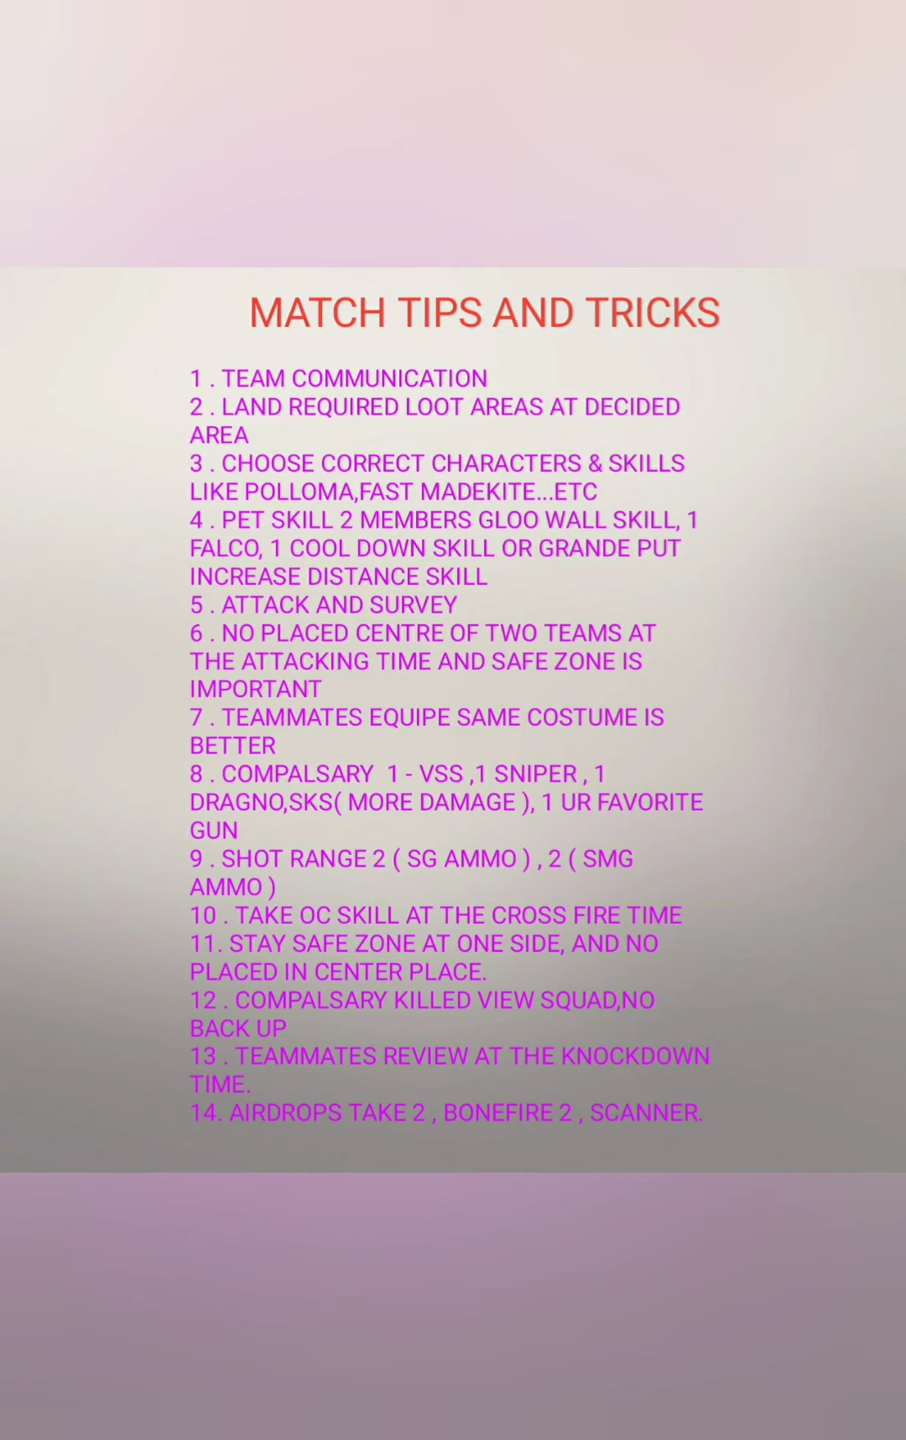 MATCH TIPS AND TRICKS
1 . TEAM COMMUNICATION
2 . LAND REQUIRED LOOT AREAS AT DECIDED
AREA
3 . CHOOSE CORRECT CHARACTERS & SKILLS
LIKE POLLOMA,FAST MADEKITE...ETC
4 . PET SKILL 2 MEMBERS GLOO WALL SKILL, 1
FALCO, 1 COOL DOWN SKILL OR GRANDE PUT
INCREASE DISTANCE SKILL
5 . ATTACK AND SURVEY
6 . NO PLACED CENTRE OF TWO TEAMS AT
THE ATTACKING TIME AND SAFE ZONE IS
IMPORTANT
7 . TEAMMATES EQUIPE SAME COSTUME IS
BETTER
8 . COMPALSARY  1 - VSS ,1 SNIPER , 1
DRAGNO,SKS( MORE DAMAGE ), 1 UR FAVORITE
GUN
9 . SHOT RANGE 2 ( SG AMMO ) , 2 ( SMG
AMMO )
10 . TAKE OC SKILL AT THE CROSS FIRE TIME
11. STAY SAFE ZONE AT ONE SIDE, AND NO
PLACED IN CENTER PLACE.
12 . COMPALSARY KILLED VIEW SQUAD,NO
BACK UP
13 . TEAMMATES REVIEW AT THE KNOCKDOWN
TIME.
14. AIRDROPS TAKE 2 , BONEFIRE 2 , SCANNER.